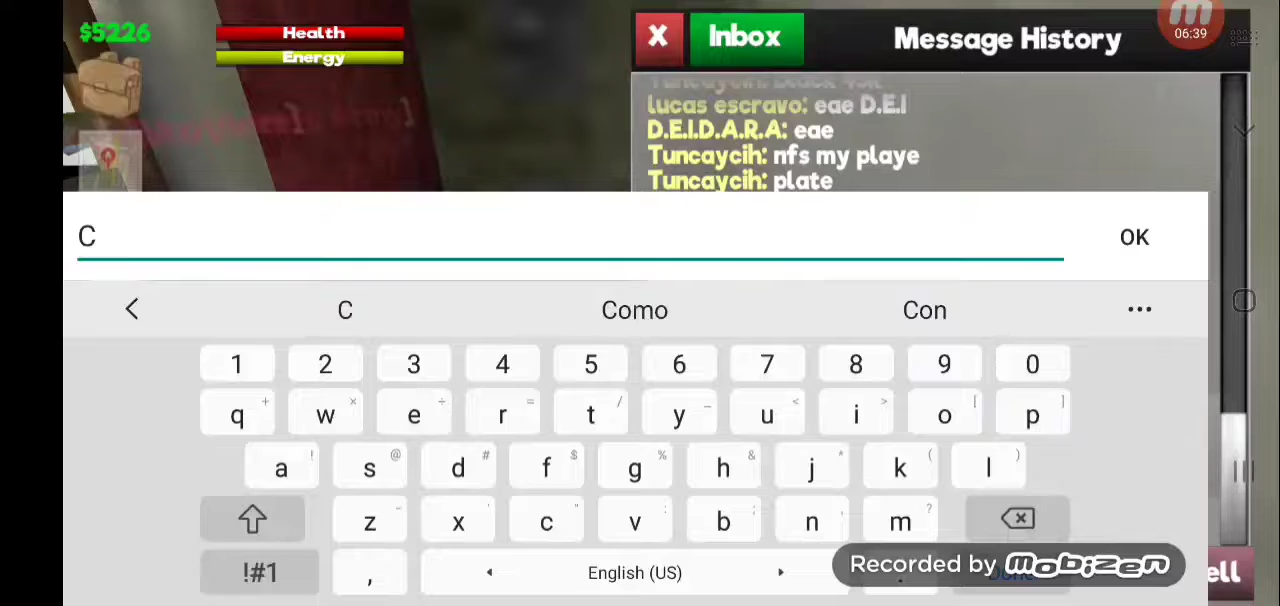 $5226
Health
Energy
X
Inbox
Message History
06:39
lucas escravo: eae D.E.I
D.E.I.D.A.R.A: eae
Tuncaycih: nfs my playe
Tuncaycih: plate
C
OK
C Como Con
1 2 3 4 5 6 7 8 9 0
q w e r t y u i o p
a s d f g h j k l
z x c v b n m
!#1 , English (US)
Recorded by mobizen
ell